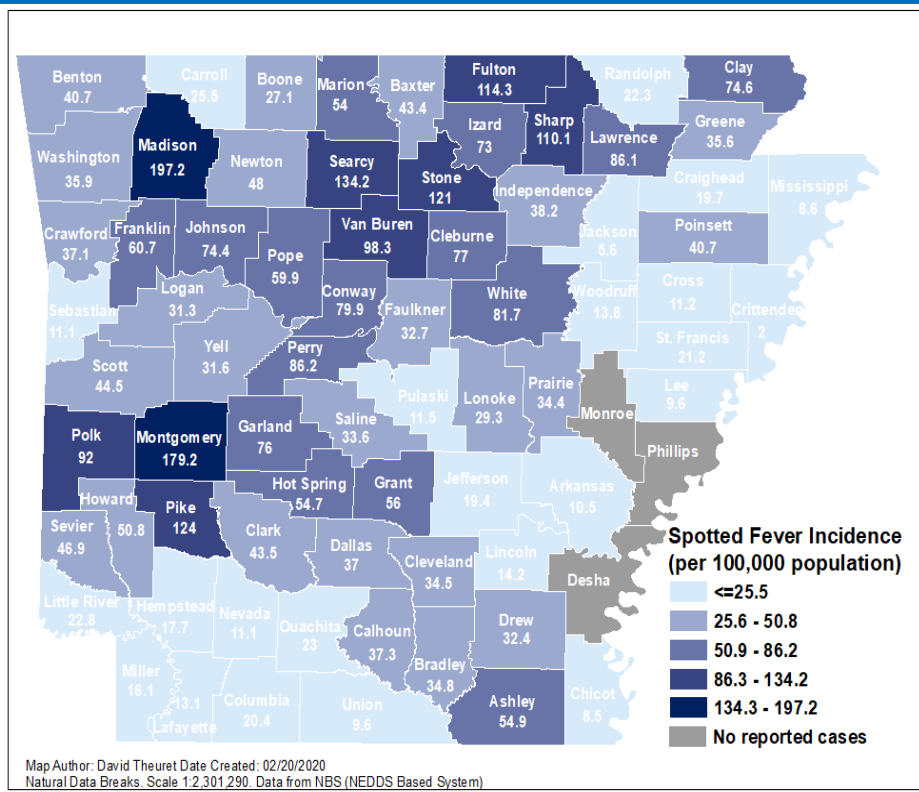 Benton
40.7
Carroll
25.5
Boone
27.1
Marion
54
Baxter
43.4
Fulton
114.3
Randolph
22.3
Clay
74.6
Washington
35.9
Madison
197.2
Newton
48
Searcy
134.2
Stone
121
Izard
73
Sharp
110.1
Lawrence
86.1
Greene
35.6
Independence
38.2
Craighead
19.7
Mississippi
8.6
Crawford
37.1
Franklin
60.7
Johnson
74.4
Pope
59.9
Van Buren
98.3
Cleburne
77
Jackson
5.6
Poinsett
40.7
Sebastian
11.1
Logan
31.3
Conway
79.9
Faulkner
32.7
White
81.7
Woodruff
13.8
Cross
11.2
Crittenden
2
St. Francis
21.2
Scott
44.5
Yell
31.6
Perry
86.2
Pulaski
11.5
Lonoke
29.3
Prairie
34.4
Monroe
Lee
9.6
Phillips
Polk
92
Montgomery
179.2
Garland
76
Saline
33.6
Hot Spring
54.7
Grant
56
Jefferson
19.4
Arkansas
10.5
Howard
50.8
Sevier
46.9
Pike
124
Clark
43.5
Dallas
37
Cleveland
34.5
Lincoln
14.2
Desha
Little River
22.8
Hempstead
17.7
Nevada
11.1
Ouachita
23
Calhoun
37.3
Bradley
34.8
Drew
32.4
Miller
16.1
13.1
Lafayette
Columbia
20.4
Union
9.6
Ashley
54.9
Chicot
8.5
Spotted Fever Incidence
(per 100,000 population)
<=25.5
25.6 - 50.8
50.9 - 86.2
86.3 - 134.2
134.3 - 197.2
No reported cases
Map Author: David Theuret Date Created: 02/20/2020
Natural Data Breaks. Scale 1:2,301,290. Data from NBS (NEDDS Based System)